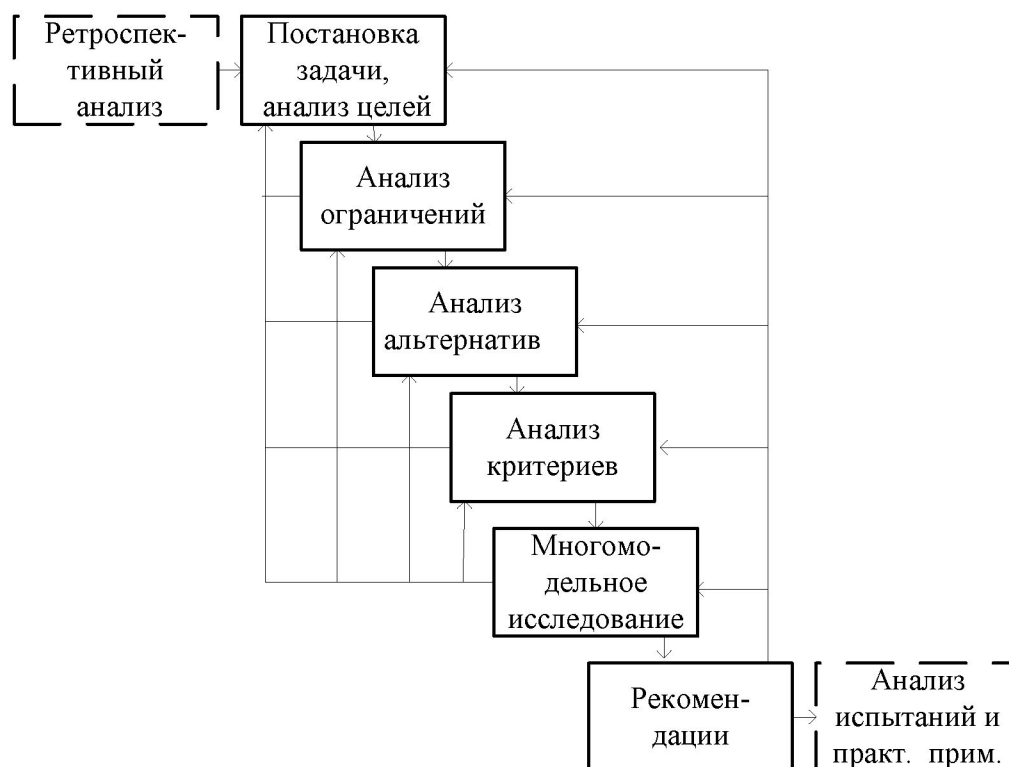 Ретроспек-
тивный
анализ
Постановка
задачи,
анализ целей
Анализ
ограничений
Анализ
альтернатив
Анализ
критериев
Многомо-
дельное
исследование
Рекомен-
дации
Анализ
испытаний и
практ. прим.